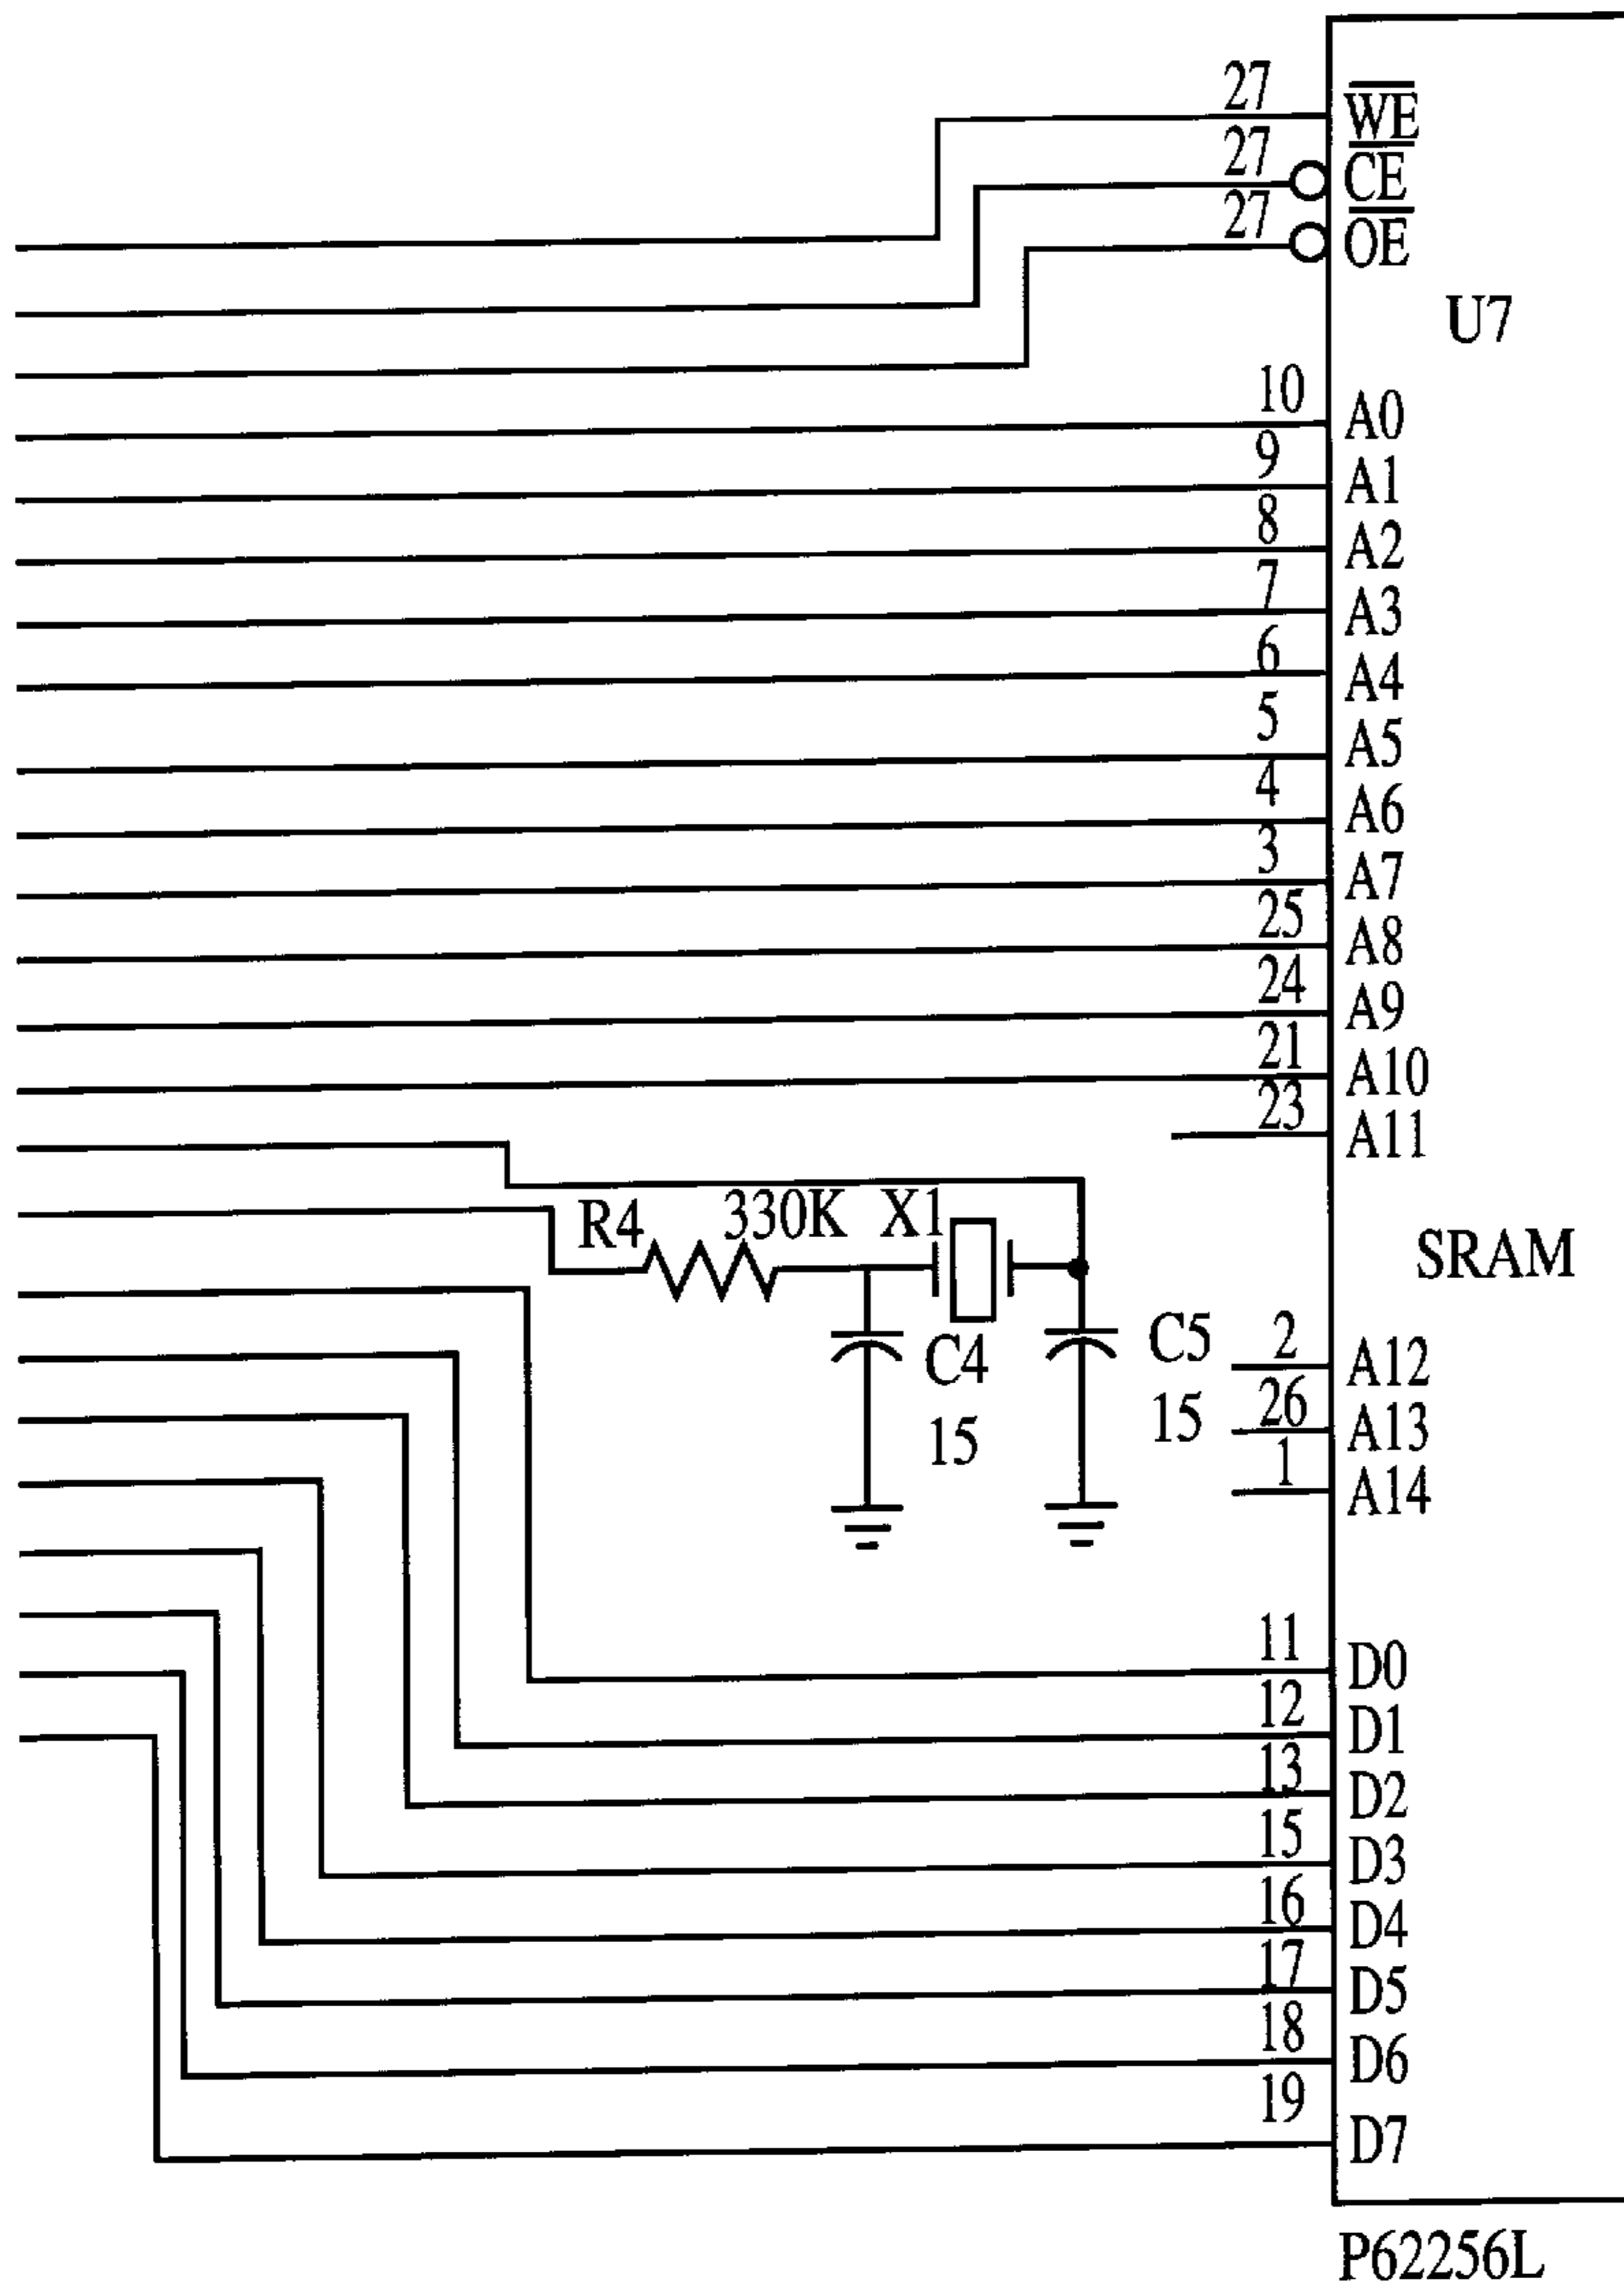 27 WE
27 CE
27 OE
U7
10 A0
9 A1
8 A2
7 A3
6 A4
5 A5
4 A6
3 A7
25 A8
24 A9
21 A10
23 A11
R4 330K X1
SRAM
C4
15
C5
15
2 A12
26 A13
1 A14
11 D0
12 D1
13 D2
15 D3
16 D4
17 D5
18 D6
19 D7
P62256L